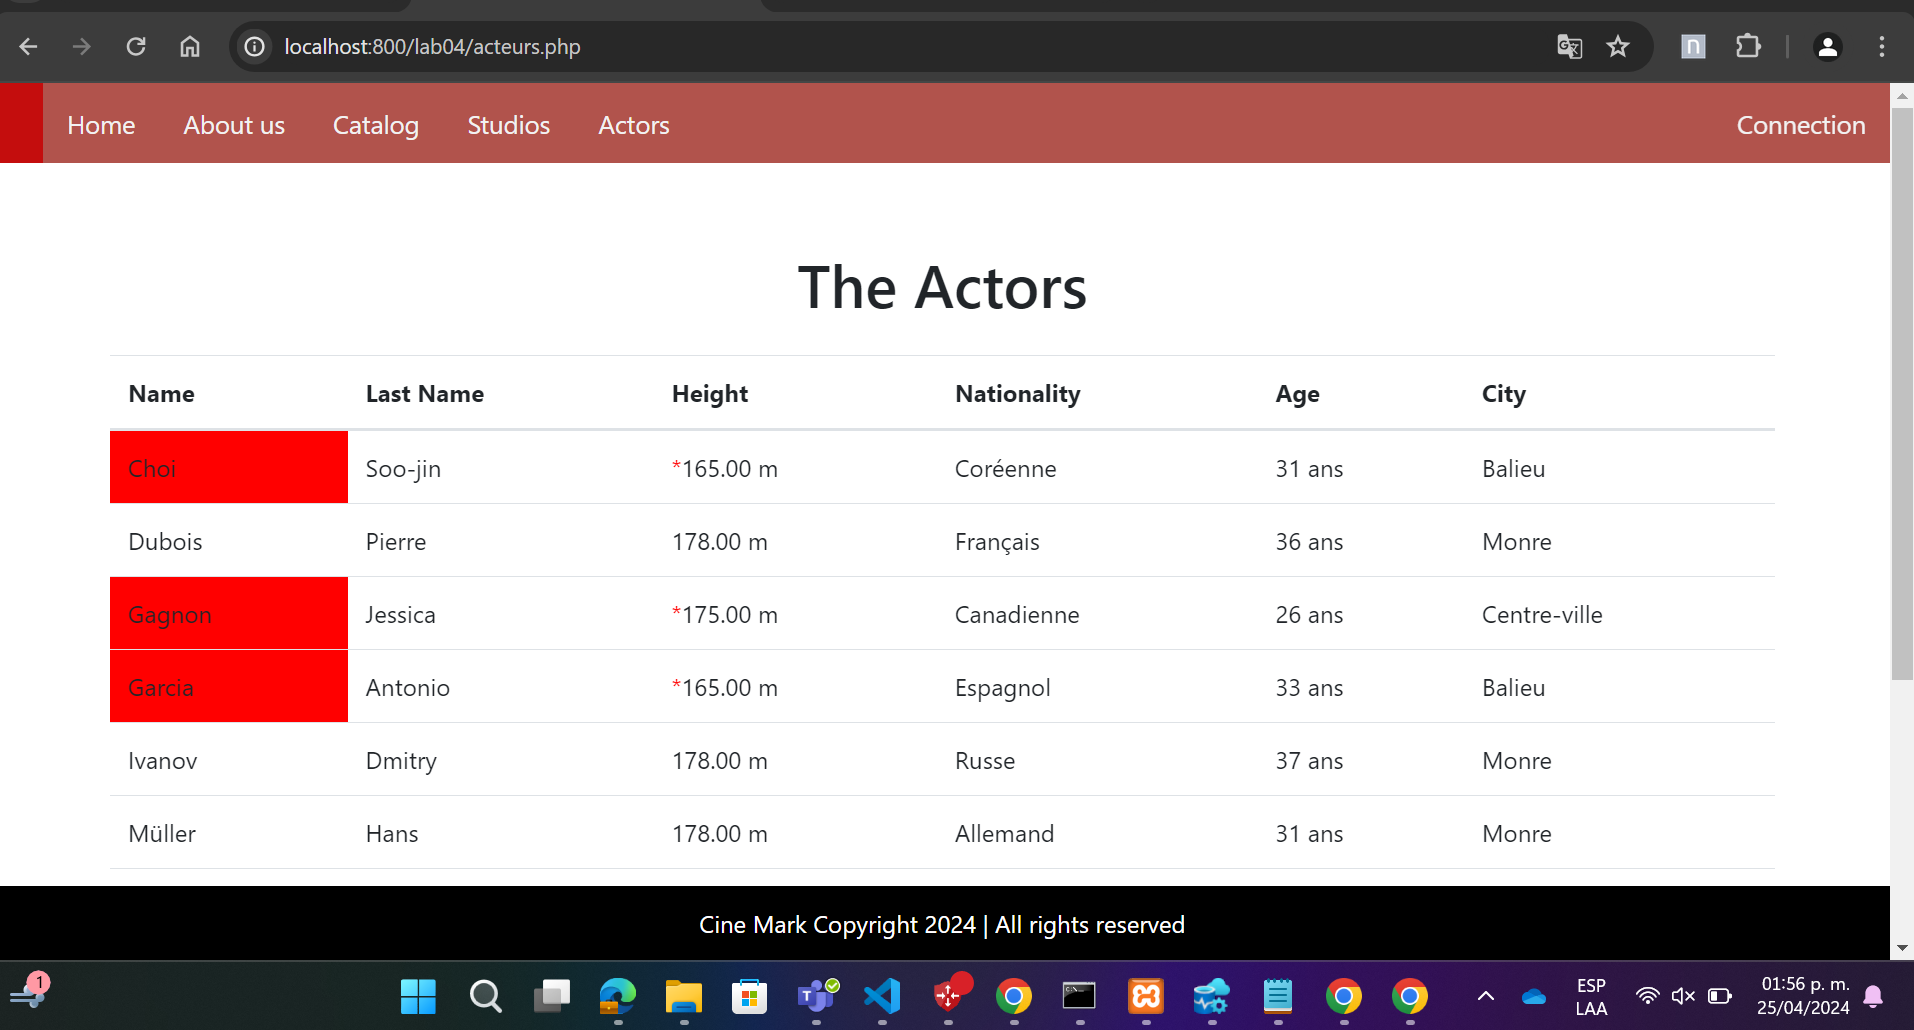 localhost:800/lab04/acteurs.php
Home About us Catalog Studios Actors Connection
The Actors
Name Last Name Height Nationality Age City
Choi Soo-jin *165.00 m Coréenne 31 ans Balieu
Dubois Pierre 178.00 m Français 36 ans Monre
Gagnon Jessica *175.00 m Canadienne 26 ans Centre-ville
Garcia Antonio *165.00 m Espagnol 33 ans Balieu
Ivanov Dmitry 178.00 m Russe 37 ans Monre
Müller Hans 178.00 m Allemand 31 ans Monre
Cine Mark Copyright 2024 | All rights reserved
1
ESP 01:56 p. m.
LAA 25/04/2024